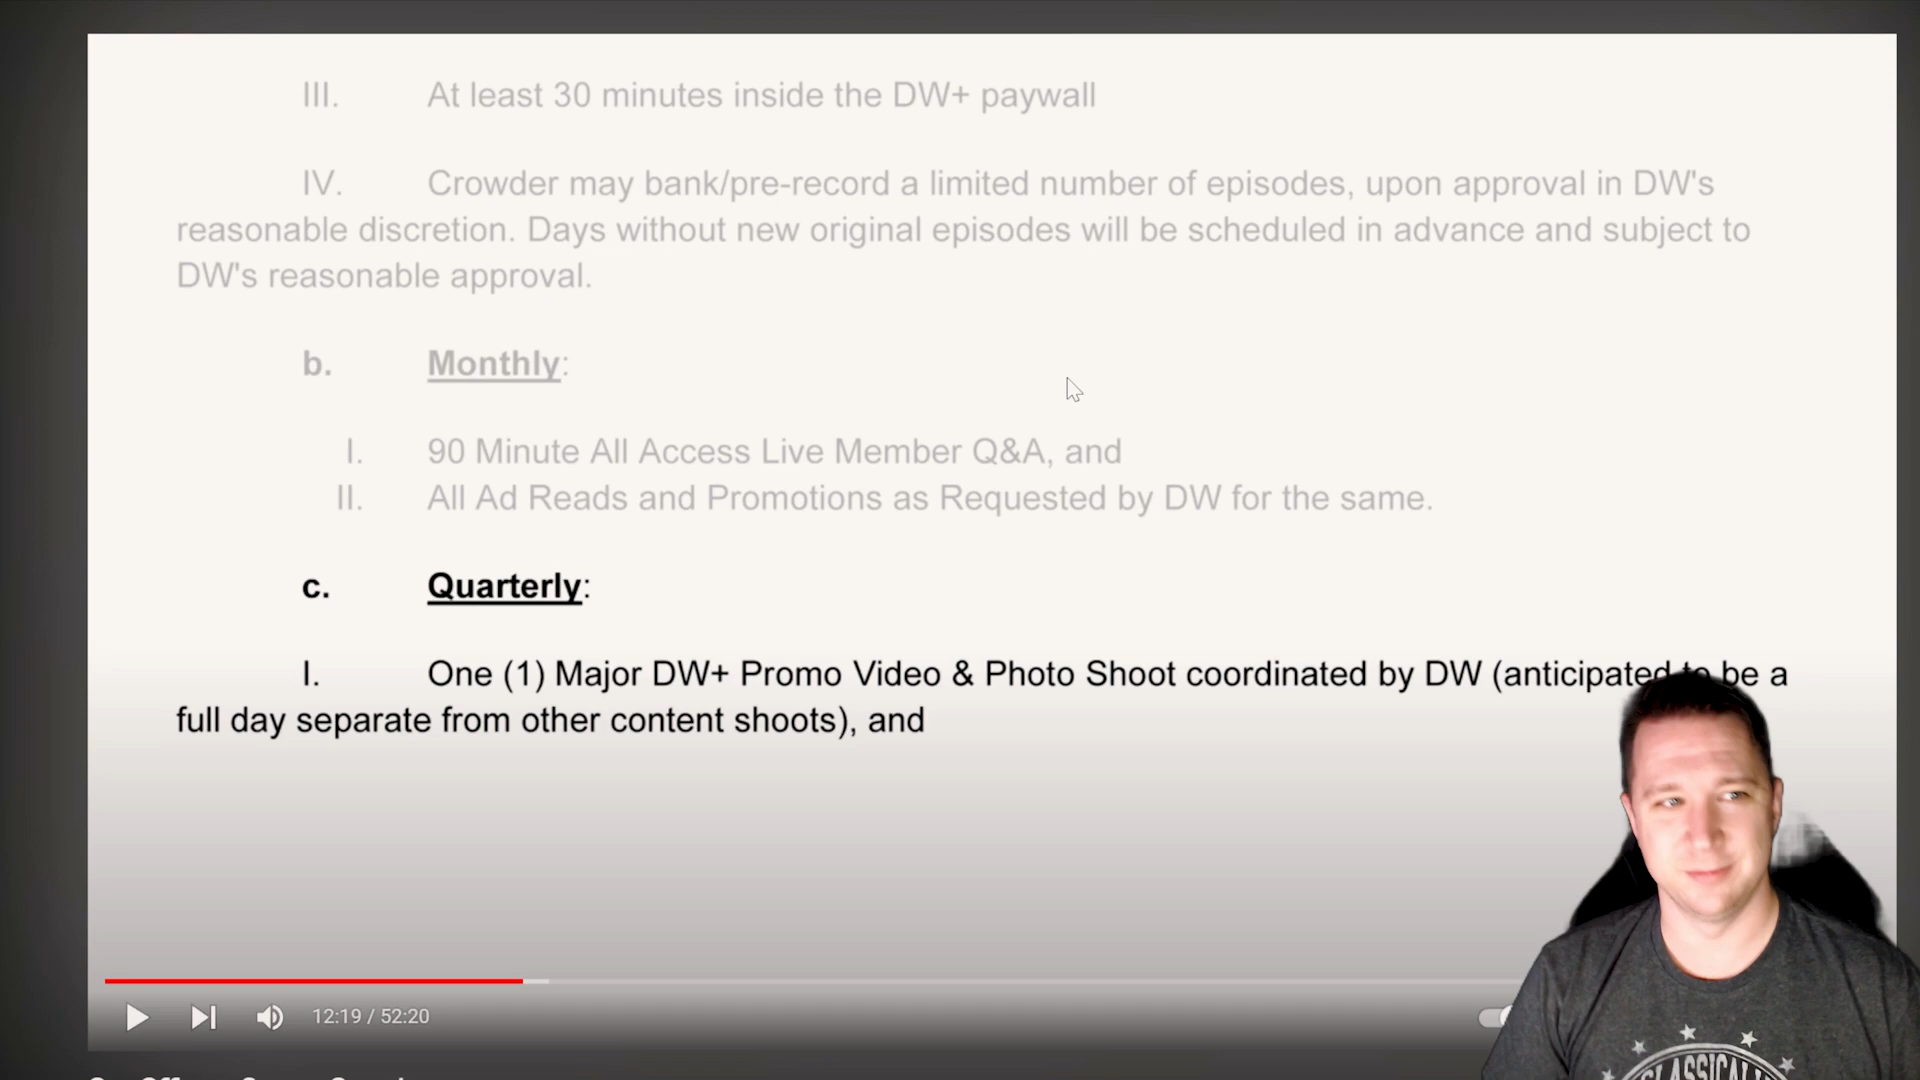 III. At least 30 minutes inside the DW+ paywall
IV. Crowder may bank/pre-record a limited number of episodes, upon approval in DW's
reasonable discretion. Days without new original episodes will be scheduled in advance and subject to
DW's reasonable approval.
b. Monthly:
I. 90 Minute All Access Live Member Q&A, and
II. All Ad Reads and Promotions as Requested by DW for the same.
c. Quarterly:
I. One (1) Major DW+ Promo Video & Photo Shoot coordinated by DW (anticipated to be a
full day separate from other content shoots), and
12:19 / 52:20